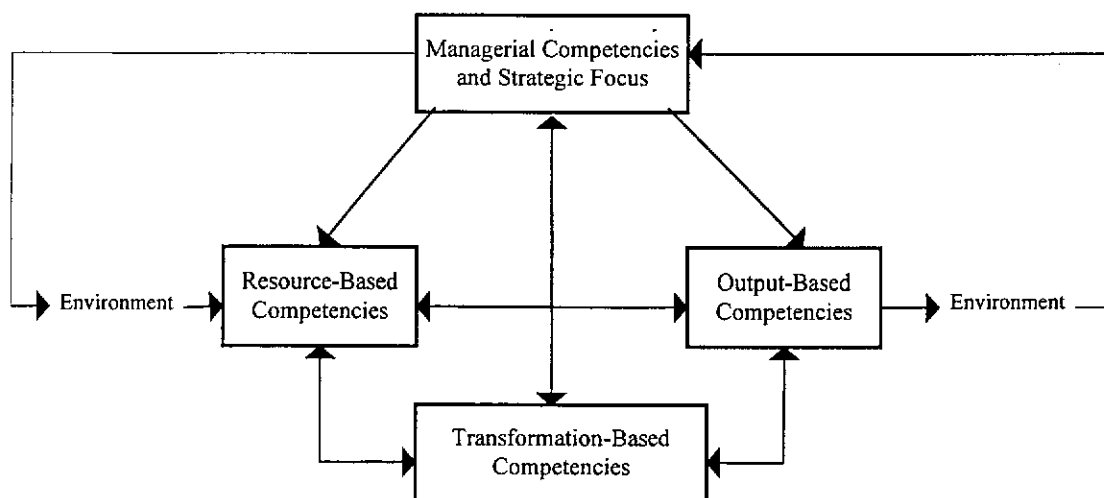 Managerial Competencies
and Strategic Focus
Environment
Resource-Based
Competencies
Output-Based
Competencies
Environment
Transformation-Based
Competencies